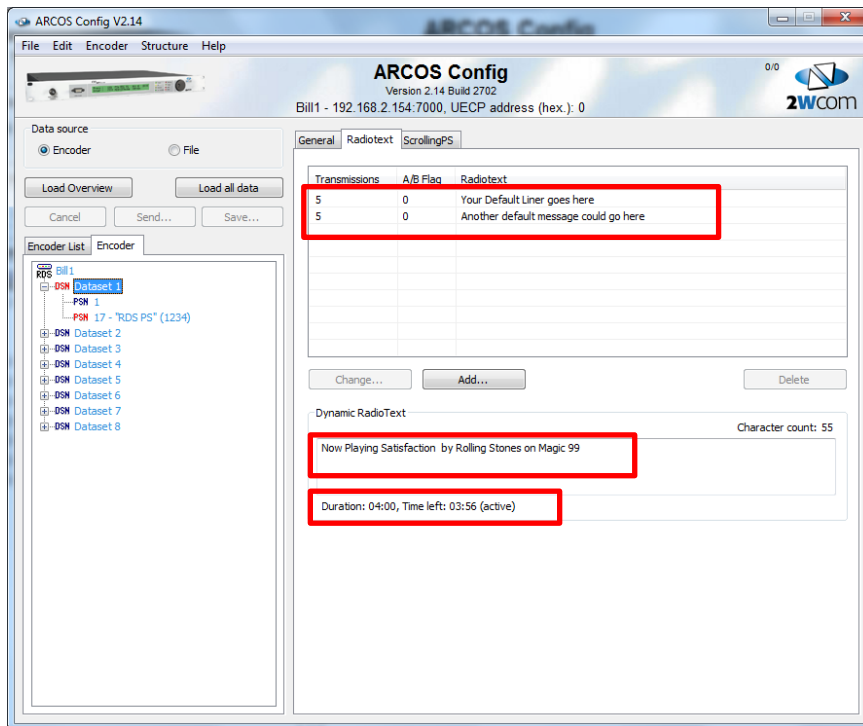 ARCOS Config V2.14
File Edit Encoder Structure Help
ARCOS Config
Version 2.14 Build 2702
Bill1 - 192.168.2.154:7000, UECP address (hex.): 0
0/0
2WCOM
Data source
Encoder File
Load Overview Load all data
Cancel Send... Save...
Encoder List Encoder
RDS Bill1
DSN Dataset 1
PSN 1
PSN 17 - "RDS PS" (1234)
DSN Dataset 2
DSN Dataset 3
DSN Dataset 4
DSN Dataset 5
DSN Dataset 6
DSN Dataset 7
DSN Dataset 8
General Radiotext ScrollingPS
Transmissions A/B Flag Radiotext
5 0 Your Default Liner goes here
5 0 Another default message could go here
Change... Add... Delete
Dynamic RadioText
Character count: 55
Now Playing Satisfaction  by Rolling Stones on Magic 99
Duration: 04:00, Time left: 03:56 (active)